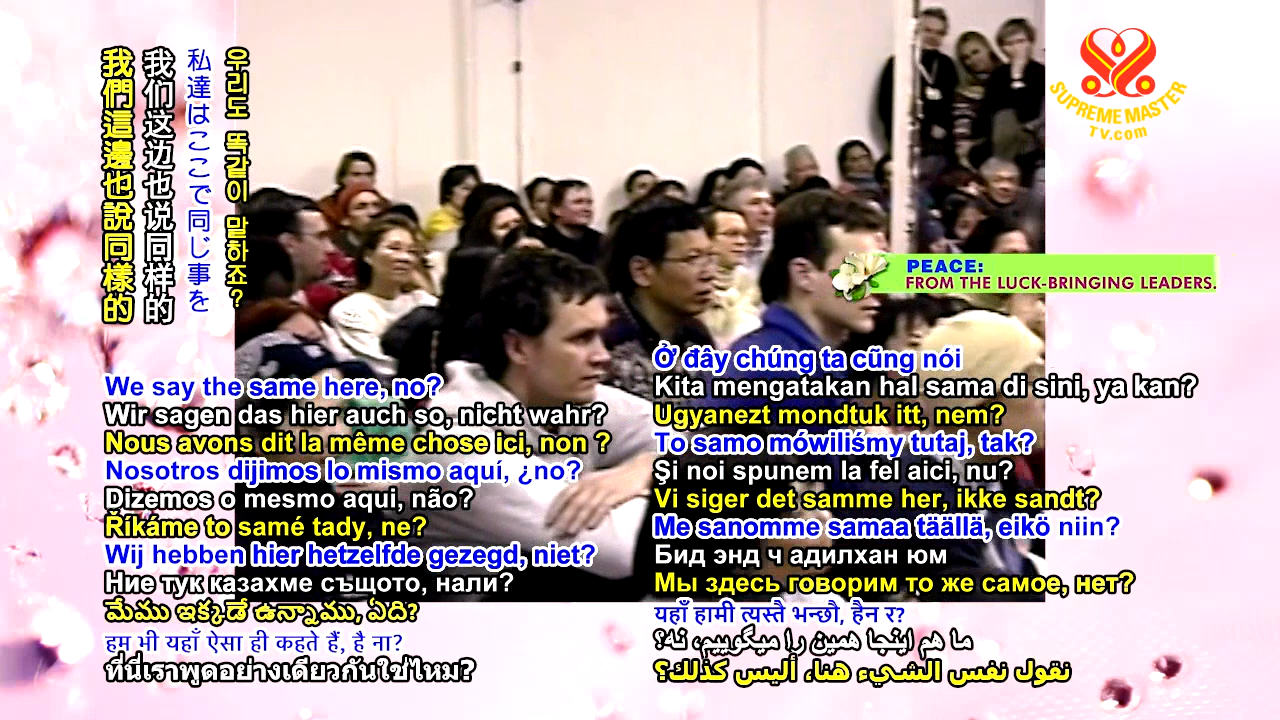 我們這邊也說同樣的
我们这边也说同样的
私達はここで同じ事を
우리도 똑같이 말하죠?
SUPREME MASTER
TV.com
PEACE:
FROM THE LUCK-BRINGING LEADERS.
We say the same here, no?
Wir sagen das hier auch so, nicht wahr?
Nous avons dit la même chose ici, non ?
Nosotros dijimos lo mismo aquí, ¿no?
Dizemos o mesmo aqui, não?
Říkáme to samé tady, ne?
Wij hebben hier hetzelfde gezegd, niet?
Ние тук казахме същото, нали?
మేము ఇక్కడే ఉన్నాము, ఏది?
हम भी यहाँ ऐसा ही कहते हैं, है ना?
ที่นี่เราพูดอย่างเดียวกันใช่ไหม?
Ở đây chúng ta cũng nói
Kita mengatakan hal sama di sini, ya kan?
Ugyanezt mondtuk itt, nem?
To samo mówiliśmy tutaj, tak?
Şi noi spunem la fel aici, nu?
Vi siger det samme her, ikke sandt?
Me sanomme samaa täällä, eikö niin?
Бид энд ч адилхан юм
Мы здесь говорим то же самое, нет?
यहाँ हामी त्यस्तै भन्छौ, हैन र?
ما هم اینجا همین را میگوییم، نه؟
نقول نفس الشيء هنا، أليس كذلك؟